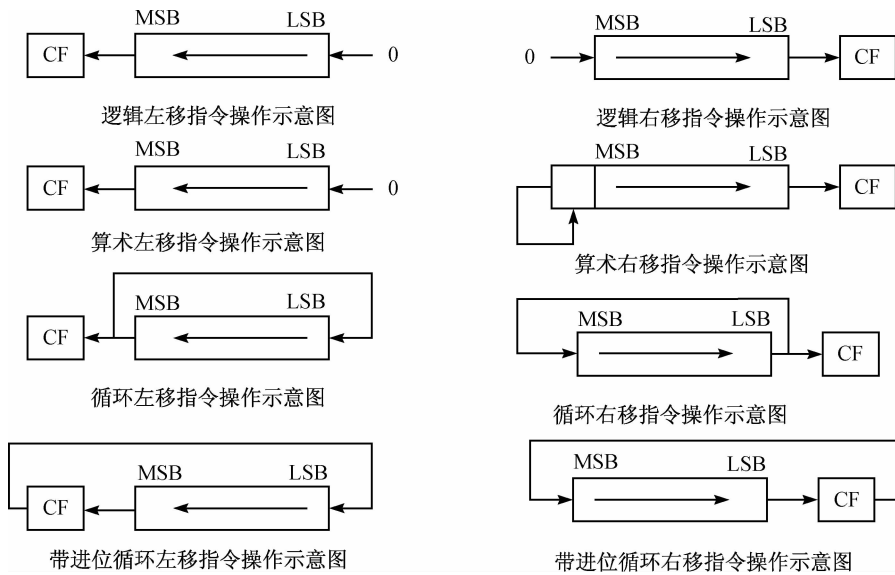 MSB LSB
CF 0
逻辑左移指令操作示意图
MSB LSB
0 CF
逻辑右移指令操作示意图
MSB LSB
CF 0
算术左移指令操作示意图
MSB LSB
CF
算术右移指令操作示意图
MSB LSB
CF
循环左移指令操作示意图
MSB LSB
CF
循环右移指令操作示意图
MSB LSB
CF
带进位循环左移指令操作示意图
MSB LSB
CF
带进位循环右移指令操作示意图